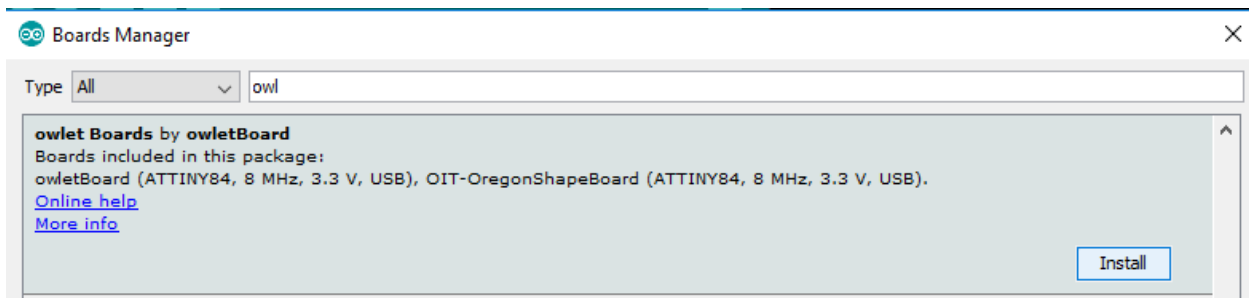 Boards Manager
Type All owl
owlet Boards by owletBoard
Boards included in this package:
owletBoard (ATTINY84, 8 MHz, 3.3 V, USB), OIT-OregonShapeBoard (ATTINY84, 8 MHz, 3.3 V, USB).
Online help
More info
Install